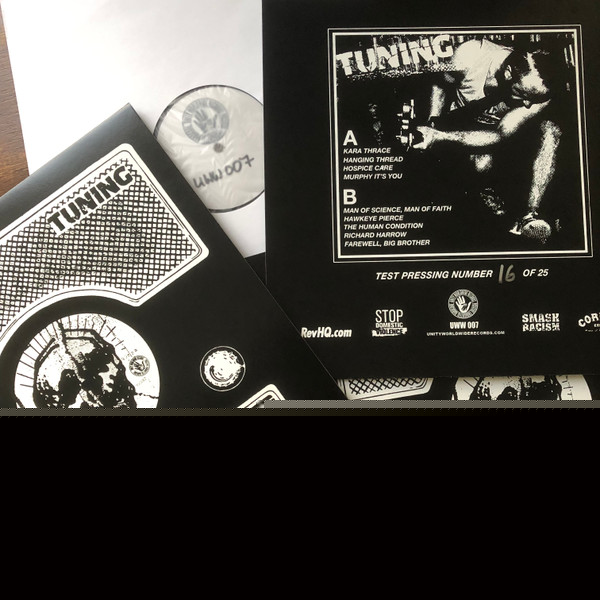 TUNING
A
KARA THRACE
HANGING THREAD
HOSPICE CARE
MURPHY IT'S YOU
B
MAN OF SCIENCE, MAN OF FAITH
HAWKEYE PIERCE
THE HUMAN CONDITION
RICHARD HARROW
FAREWELL, BIG BROTHER
TEST PRESSING NUMBER 16 OF 25
RevHQ.com
STOP
DOMESTIC
VIOLENCE
UWW 007
UNITYWORLDWIDERECORDS.COM
SMASH
RACISM
UWW 007
TUNING